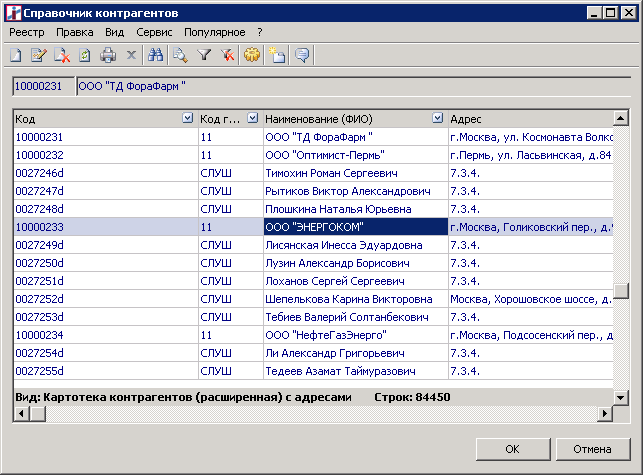 Справочник контрагентов
Реестр Правка Вид Сервис Популярное ?
10000231 ООО "ТД ФораФарм "
Код Код г... Наименование (ФИО) Адрес
10000231 11 ООО "ТД ФораФарм " г.Москва, ул. Космонавта Волко
10000232 11 ООО "Оптимист-Пермь" г.Пермь, ул. Ласьвинская, д.84
0027246d СЛУШ Тимохин Роман Сергеевич 7.3.4.
0027247d СЛУШ Рытиков Виктор Александрович 7.3.4.
0027248d СЛУШ Плошкина Наталья Юрьевна 7.3.4.
10000233 11 ООО "ЭНЕРГОКОМ" г.Москва, Голиковский пер., д.9
0027249d СЛУШ Лисянская Инесса Эдуардовна 7.3.4.
0027250d СЛУШ Лузин Александр Борисович 7.3.4.
0027251d СЛУШ Лоханов Сергей Сергеевич 7.3.4.
0027252d СЛУШ Шепелькова Карина Викторовна Москва, Хорошовское шоссе, д.
0027253d СЛУШ Тебиев Валерий Солтанбекович 7.3.4.
10000234 11 ООО "НефтеГазЭнерго" г.Москва, Подсосенский пер., д
0027254d СЛУШ Ли Александр Григорьевич 7.3.4.
0027255d СЛУШ Тедеев Азамат Таймуразович 7.3.4.
Вид: Картотека контрагентов (расширенная) с адресами Строк: 84450
OK Отмена